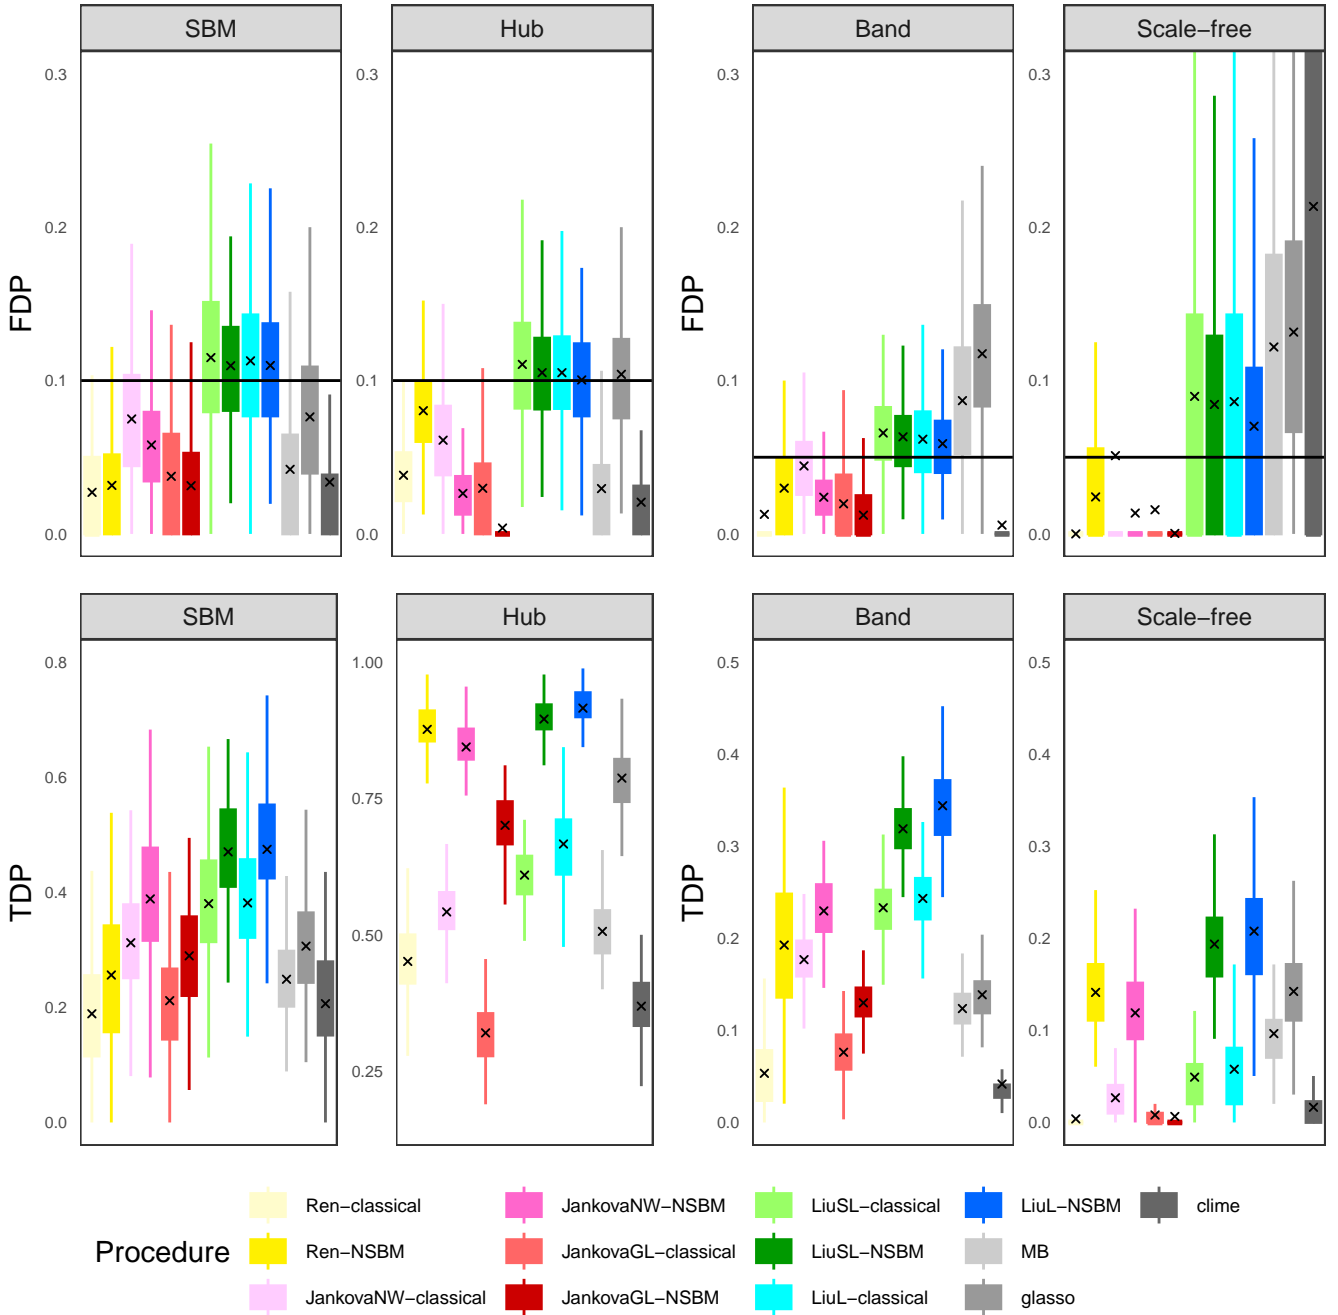 SBM Hub Band Scale−free
0.3 0.3 0.3 0.3
0.2 0.2 0.2 0.2
FDP FDP
0.1 0.1 0.1 0.1
0.0 0.0 0.0 0.0
SBM Hub Band Scale−free
0.8 1.00 0.5 0.5
0.6 0.75 0.4 0.4
0.3 0.3
TDP TDP
0.4 0.50 0.2 0.2
0.2 0.25 0.1 0.1
0.0 0.0 0.0
Ren−classical JankovaNW−NSBM LiuSL−classical LiuL−NSBM clime
Procedure Ren−NSBM JankovaGL−classical LiuSL−NSBM MB
JankovaNW−classical JankovaGL−NSBM LiuL−classical glasso